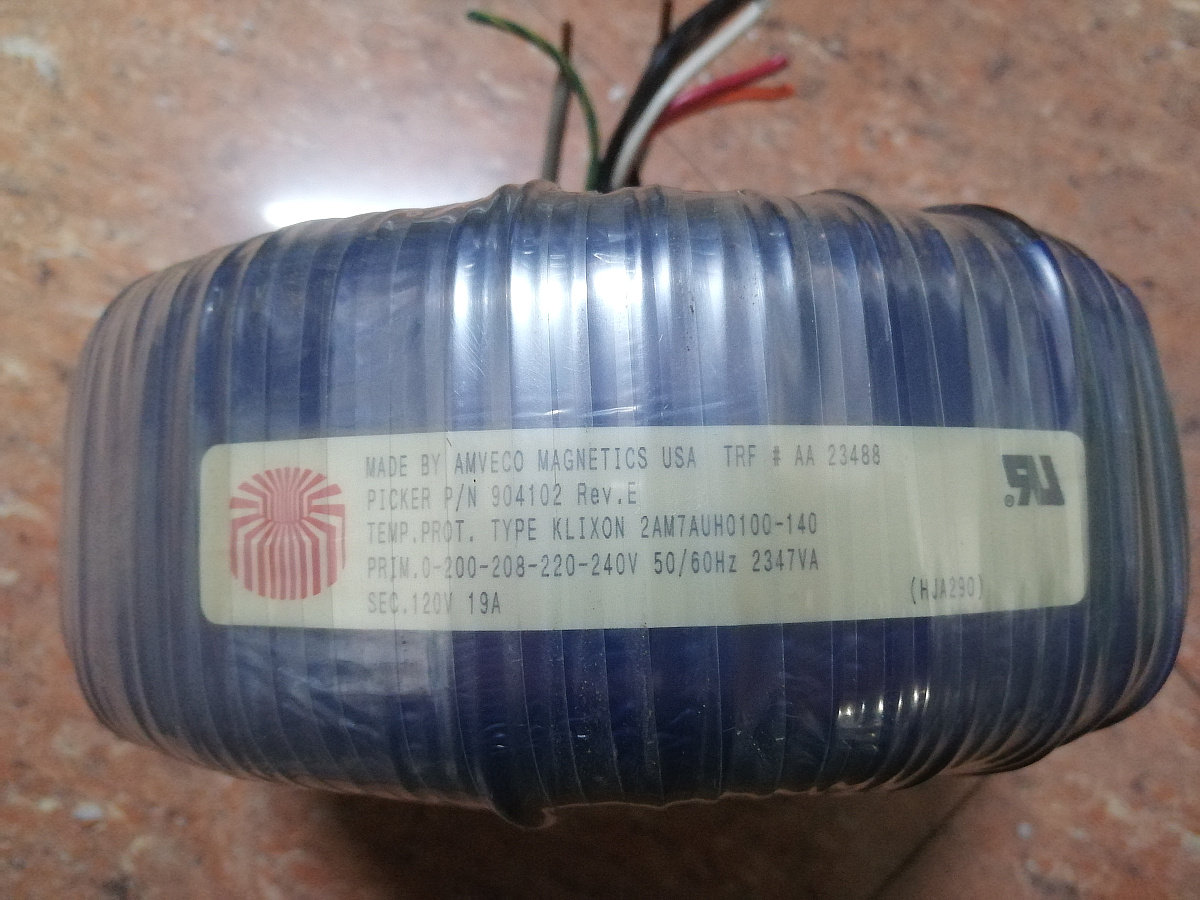 MADE BY AMVECO MAGNETICS USA TRF # AA 23488
PICKER P/N 904102 Rev.E
TEMP.PROT. TYPE KLIXON 2AM7AUH0100-140
PRIM.0-200-208-220-240V 50/60Hz 2347VA
SEC.120V 19A (HJA290)